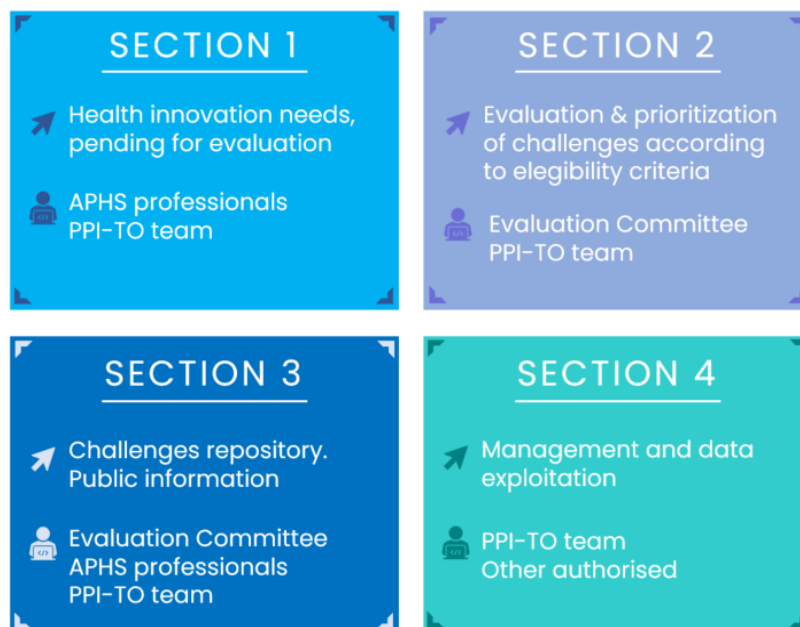 SECTION 1
Health innovation needs,
pending for evaluation
APHS professionals
PPI-TO team
SECTION 2
Evaluation & prioritization
of challenges according
to elegibility criteria
Evaluation Committee
PPI-TO team
SECTION 3
Challenges repository.
Public information
Evaluation Committee
APHS professionals
PPI-TO team
SECTION 4
Management and data
exploitation
PPI-TO team
Other authorised